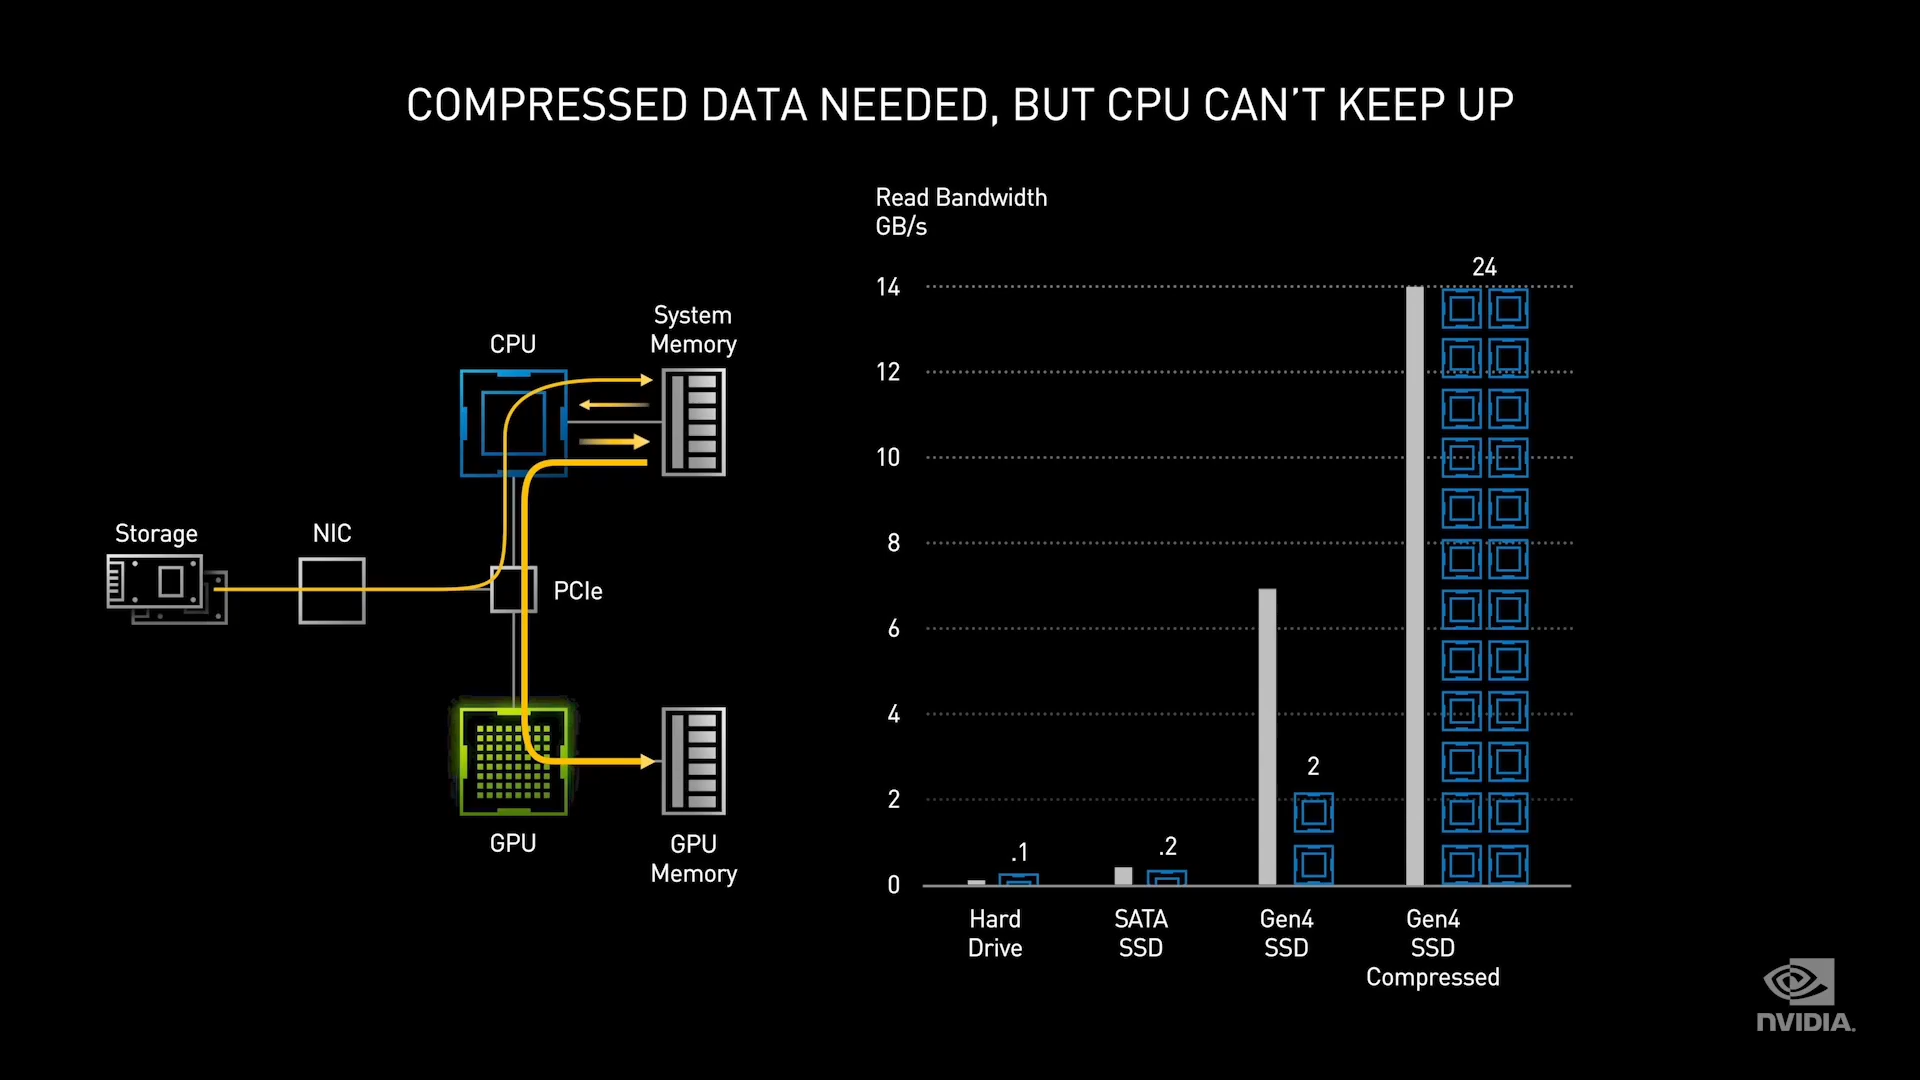 COMPRESSED DATA NEEDED, BUT CPU CAN'T KEEP UP
CPU
System
Memory
Storage
NIC
PCIe
GPU
GPU
Memory
Read Bandwidth
GB/s
14
12
10
8
6
4
2
0
.1
.2
2
24
Hard
Drive
SATA
SSD
Gen4
SSD
Gen4
SSD
Compressed
NVIDIA.